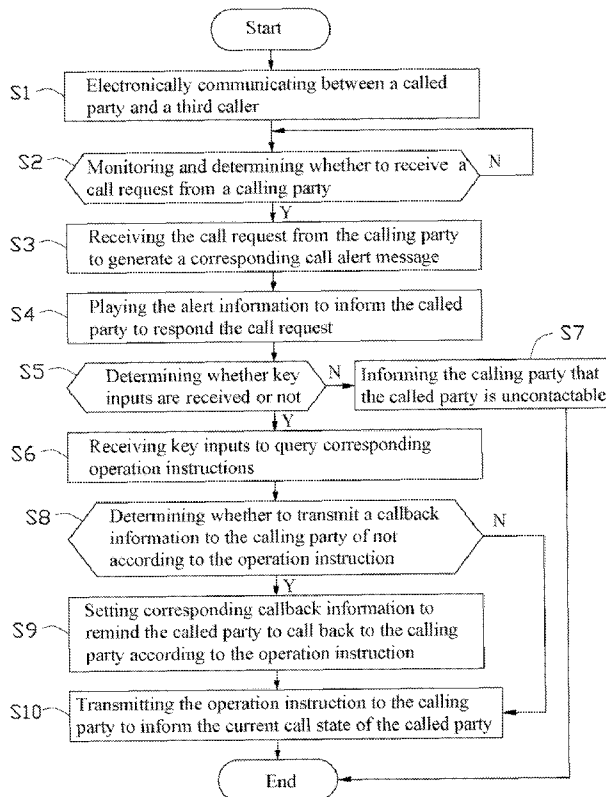 Start
S1
Electronically communicating between a called
party and a third caller
S2
Monitoring and determining whether to receive a
call request from a calling party
N
Y
S3
Receiving the call request from the calling party
to generate a corresponding call alert message
S4
Playing the alert information to inform the called
party to respond the call request
S7
S5
Determining whether key
inputs are received or not
N
Informing the calling party that
the called party is uncontactable
Y
S6
Receiving key inputs to query corresponding
operation instructions
S8
Determining whether to transmit a callback
information to the calling party of not
according to the operation instruction
N
Y
S9
Setting corresponding callback information to
remind the called party to call back to the calling
party according to the operation instruction
S10
Transmitting the operation instruction to the calling
party to inform the current call state of the called party
End